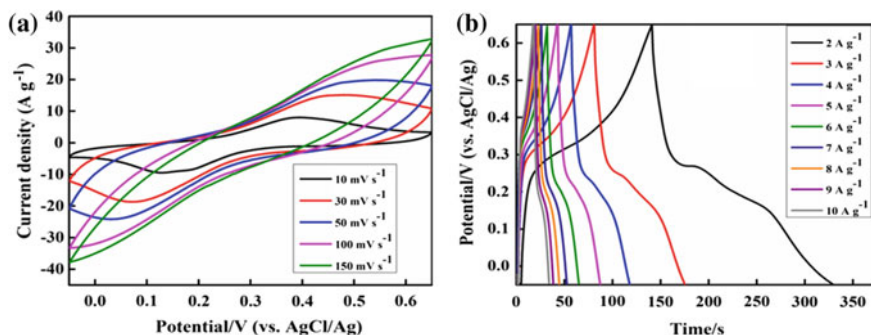 (a)
40
30
20
10
0
-10
-20
-30
-40
Current density (A g⁻¹)
10 mV s⁻¹
30 mV s⁻¹
50 mV s⁻¹
100 mV s⁻¹
150 mV s⁻¹
0.0 0.1 0.2 0.3 0.4 0.5 0.6
Potential/V (vs. AgCl/Ag)
(b)
0.6
0.5
0.4
0.3
0.2
0.1
0.0
Potential/V (vs. AgCl/Ag)
2 A g⁻¹
3 A g⁻¹
4 A g⁻¹
5 A g⁻¹
6 A g⁻¹
7 A g⁻¹
8 A g⁻¹
9 A g⁻¹
10 A g⁻¹
0 50 100 150 200 250 300 350
Time/s